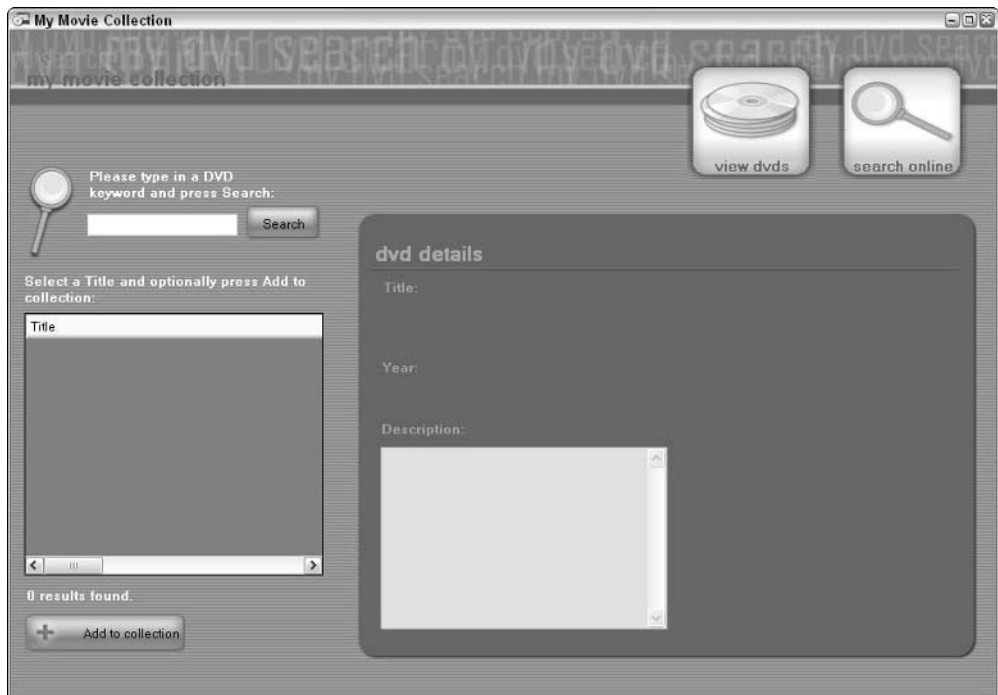 My Movie Collection
my movie collection
view dvds
search online
Please type in a DVD
keyword and press Search:
Search
dvd details
Select a Title and optionally press Add to
collection:
Title:
Title
Year:
Description:
0 results found.
Add to collection